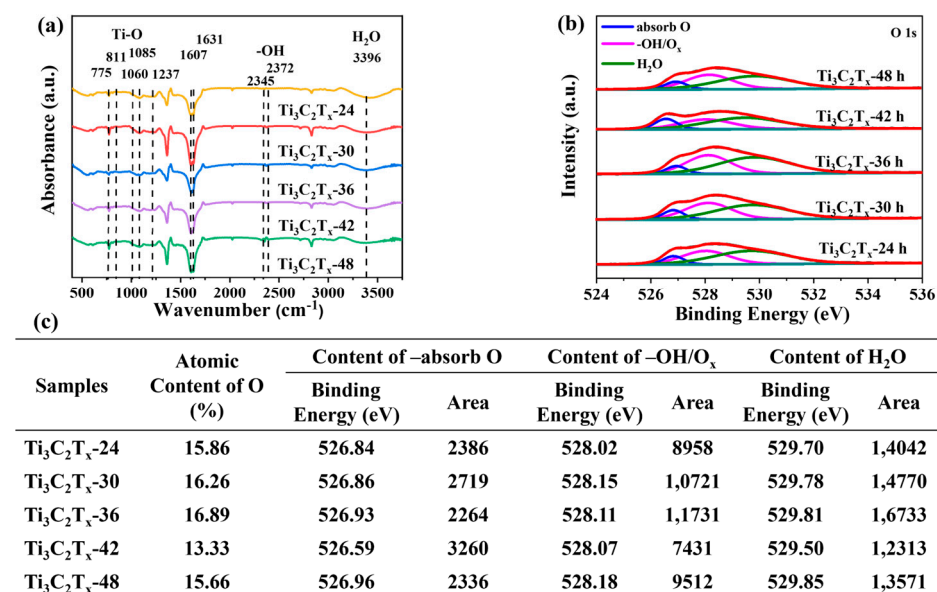 (a)
Ti-O
811 1085
775 1060 1237
1631
1607
-OH
2372
2345
H₂O
3396
Absorbance (a.u.)
Ti₃C₂Tₓ-24
Ti₃C₂Tₓ-30
Ti₃C₂Tₓ-36
Ti₃C₂Tₓ-42
Ti₃C₂Tₓ-48
500 1000 1500 2000 2500 3000 3500
Wavenumber (cm⁻¹)
(b)
absorb O
-OH/Oₓ
H₂O
O 1s
Intensity (a.u.)
Ti₃C₂Tₓ-48 h
Ti₃C₂Tₓ-42 h
Ti₃C₂Tₓ-36 h
Ti₃C₂Tₓ-30 h
Ti₃C₂Tₓ-24 h
524 526 528 530 532 534 536
Binding Energy (eV)
(c)
Samples
Atomic
Content of O
(%)
Content of –absorb O
Content of –OH/Oₓ
Content of H₂O
Binding
Energy (eV)
Area
Binding
Energy (eV)
Area
Binding
Energy (eV)
Area
Ti₃C₂Tₓ-24 15.86 526.84 2386 528.02 8958 529.70 1,4042
Ti₃C₂Tₓ-30 16.26 526.86 2719 528.15 1,0721 529.78 1,4770
Ti₃C₂Tₓ-36 16.89 526.93 2264 528.11 1,1731 529.81 1,6733
Ti₃C₂Tₓ-42 13.33 526.59 3260 528.07 7431 529.50 1,2313
Ti₃C₂Tₓ-48 15.66 526.96 2336 528.18 9512 529.85 1,3571